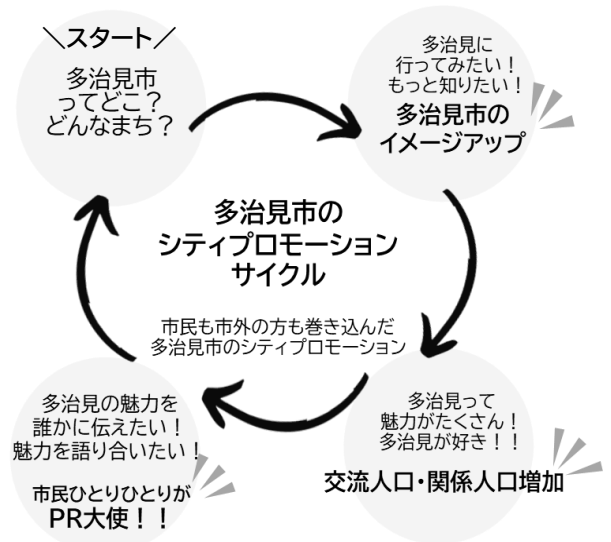 ＼スタート／
多治見市
ってどこ？
どんなまち？
多治見に
行ってみたい！
もっと知りたい！
多治見市の
イメージアップ
多治見市の
シティプロモーション
サイクル
市民も市外の方も巻き込んだ
多治見市のシティプロモーション
多治見って
魅力がたくさん！
多治見が好き！！
交流人口・関係人口増加
多治見の魅力を
誰かに伝えたい！
魅力を語り合いたい！
市民ひとりひとりが
PR大使！！